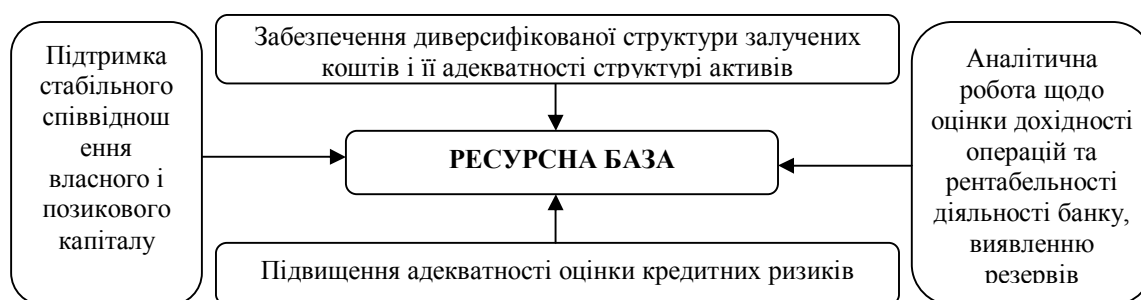 Підтримка
стабільного
співвіднош
ення
власного і
позикового
капіталу
Забезпечення диверсифікованої структури залучених
коштів і її адекватності структурі активів
РЕСУРСНА БАЗА
Підвищення адекватності оцінки кредитних ризиків
Аналітична
робота щодо
оцінки дохідності
операцій та
рентабельності
діяльності банку,
виявленню
резервів